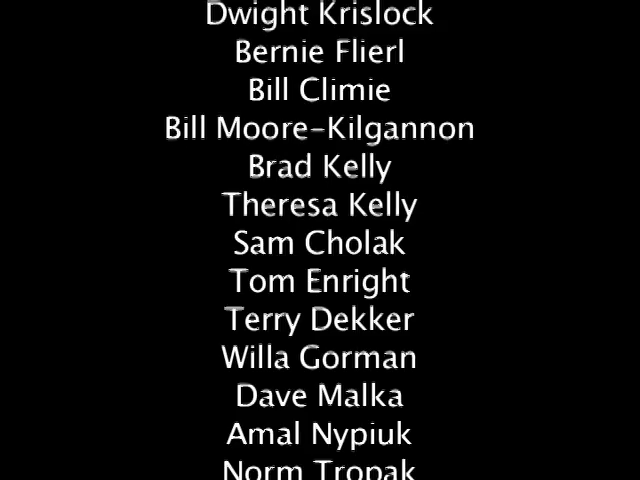 Dwight Krislock
Bernie Flierl
Bill Climie
Bill Moore-Kilgannon
Brad Kelly
Theresa Kelly
Sam Cholak
Tom Enright
Terry Dekker
Willa Gorman
Dave Malka
Amal Nypiuk
Norm Tropak